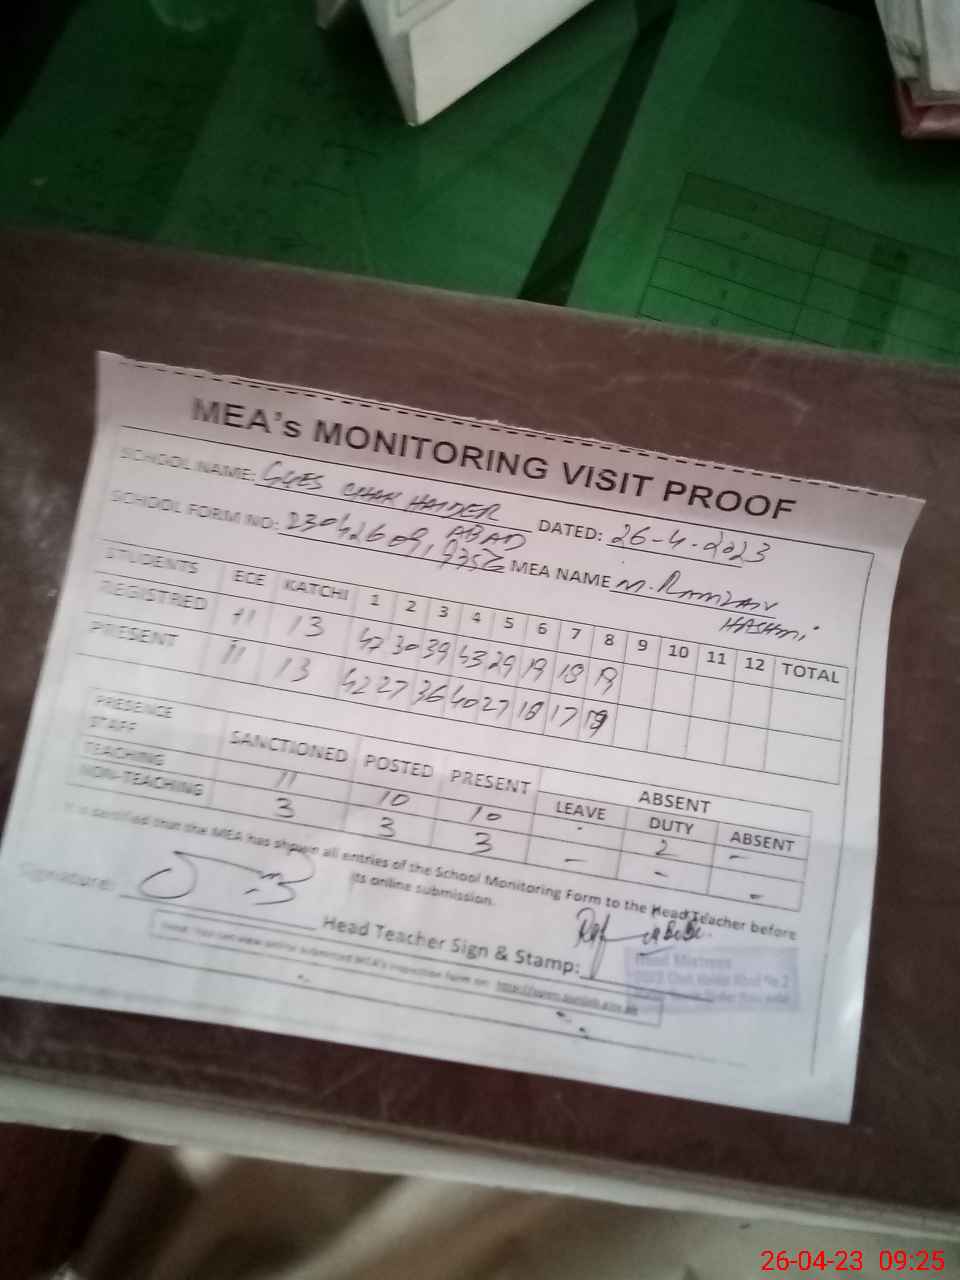 MEA's MONITORING VISIT PROOF
SCHOOL NAME: GGES CHAK HAIDER ABAD DATED: 26-4-2023
SCHOOL FORM NO: 23042609, 9356 MEA NAME M. RAMZAN HASHMI
STUDENTS ECE KATCHI 1 2 3 4 5 6 7 8 9 10 11 12 TOTAL
REGISTRED 11 13 42 30 39 43 29 19 18 19
PRESENT 11 13 42 27 36 40 27 18 17 19
PRESENCE STAFF SANCTIONED POSTED PRESENT ABSENT
LEAVE DUTY ABSENT
TEACHING 11 10 10 - 2 -
NON-TEACHING 3 3 3 - - -
It is certified that the MEA has shown all entries of the School Monitoring Form to the Head Teacher before
its online submission.
Signature: Head Teacher Sign & Stamp:
Head Mistress
26-04-23 09:25